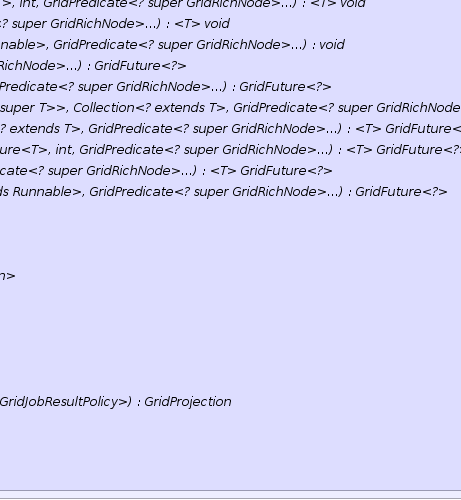 >, int, GridPredicate<? super GridRichNode>...) : <T> void
<? super GridRichNode>...) : <T> void
nnable>, GridPredicate<? super GridRichNode>...) : void
RichNode>...) : GridFuture<?>
Predicate<? super GridRichNode>...) : GridFuture<?>
super T>>, Collection<? extends T>, GridPredicate<? super GridRichNode
? extends T>, GridPredicate<? super GridRichNode>...) : <T> GridFuture<
ure<T>, int, GridPredicate<? super GridRichNode>...) : <T> GridFuture<?>
cate<? super GridRichNode>...) : <T> GridFuture<?>
ds Runnable>, GridPredicate<? super GridRichNode>...) : GridFuture<?>
n>
GridJobResultPolicy>) : GridProjection